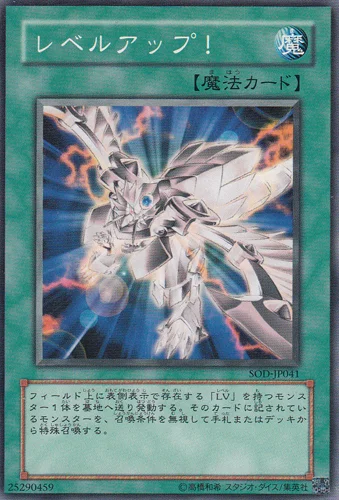 レベルアップ!
魔
【魔法カード】
SOD-JP041
フィールド上に表側表示で存在する「LV」を持つモンス
ター1体を墓地へ送り発動する。そのカードに記されてい
るモンスターを、召喚条件を無視して手札またはデッキか
ら特殊召喚する。
25290459
©高橋和希 スタジオ・ダイス/集英社